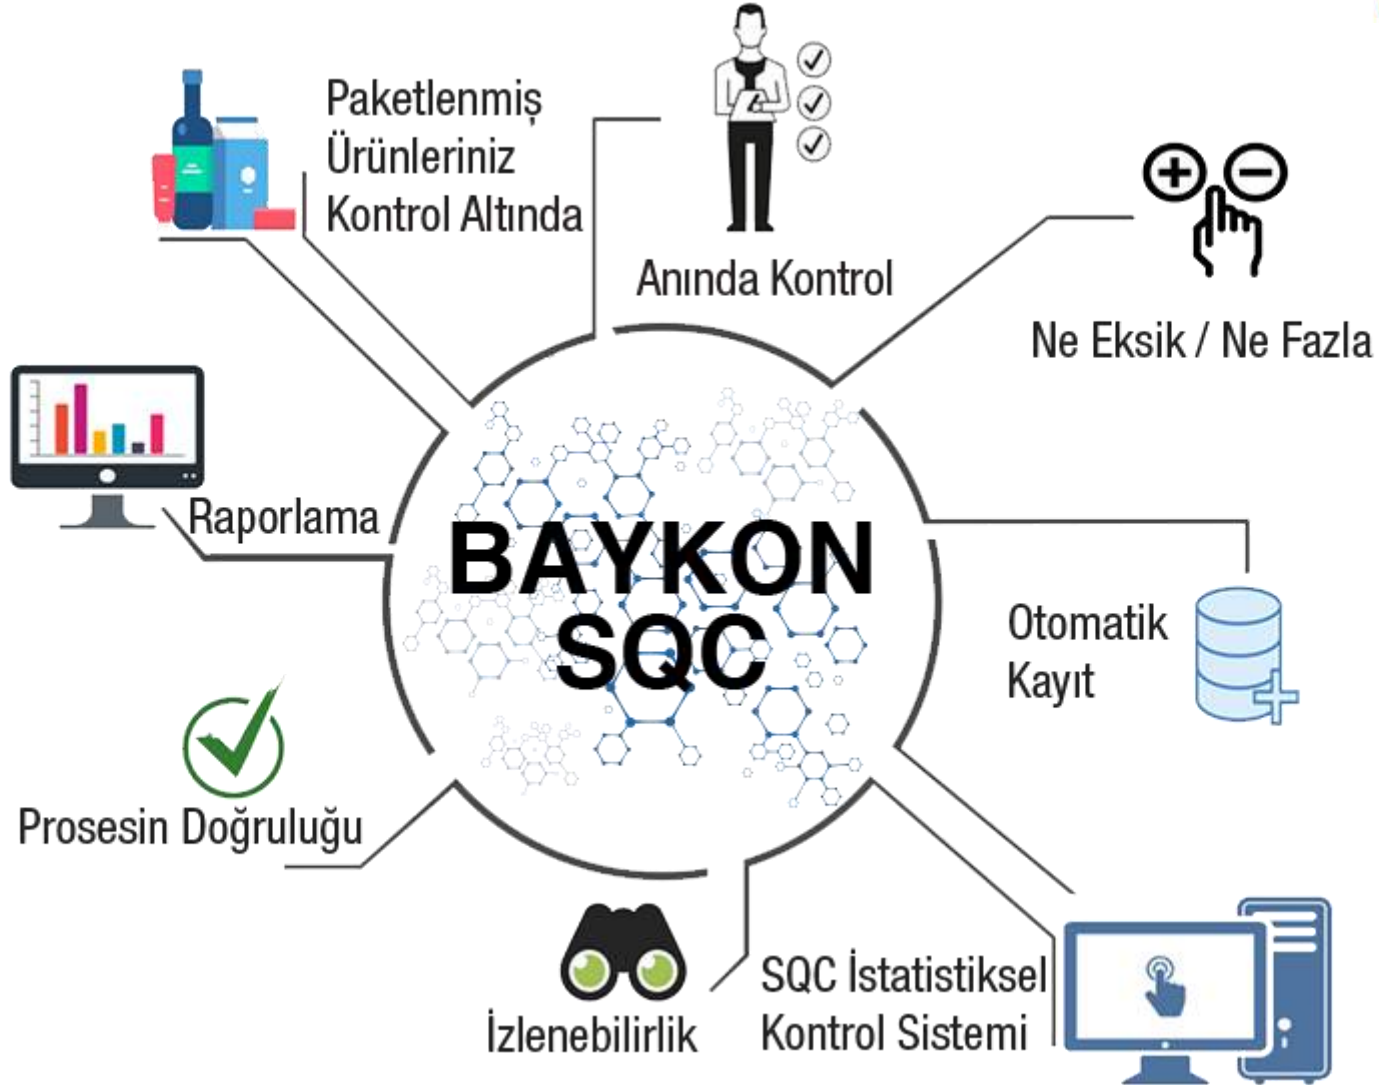 Paketlenmiş
Ürünleriniz
Kontrol Altında
Anında Kontrol
Ne Eksik / Ne Fazla
Raporlama
BAYKON
SQC
Otomatik
Kayıt
Prosesin Doğruluğu
İzlenebilirlik
SQC İstatistiksel
Kontrol Sistemi